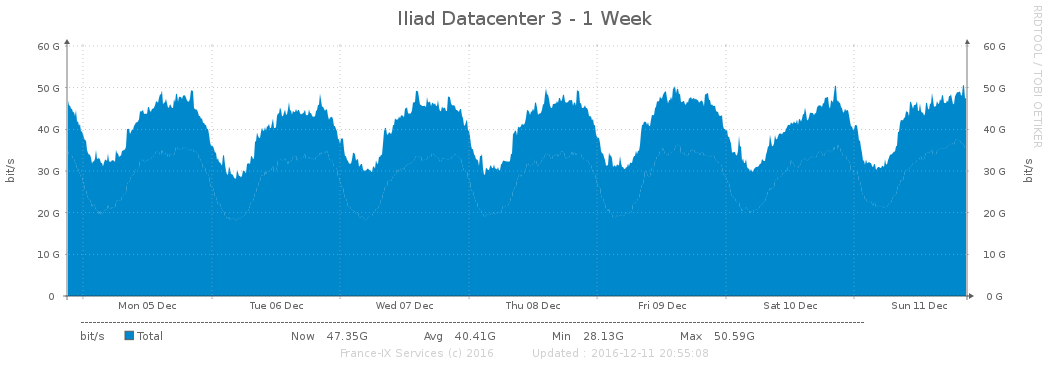 Iliad Datacenter 3 - 1 Week
RRDTOOL / TOBI OETIKER
60 G 60 G
50 G 50 G
40 G 40 G
30 G 30 G
20 G 20 G
10 G 10 G
0 0 G
bit/s
bit/s
Mon 05 Dec Tue 06 Dec Wed 07 Dec Thu 08 Dec Fri 09 Dec Sat 10 Dec Sun 11 Dec
bit/s Total Now 47.35G Avg 40.41G Min 28.13G Max 50.59G
France-IX Services (c) 2016 Updated : 2016-12-11 20:55:08